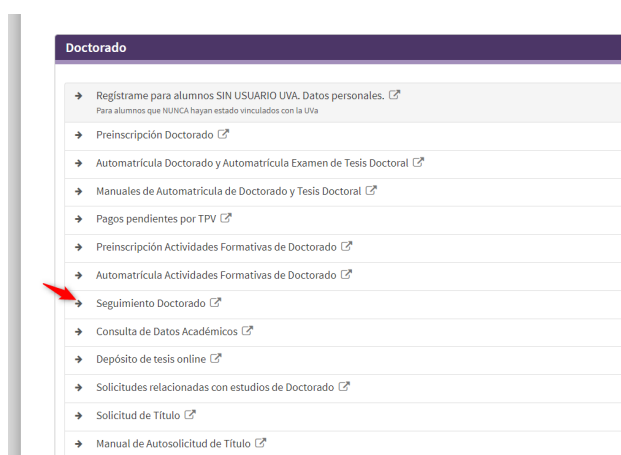 Doctorado
Regístrame para alumnos SIN USUARIO UVA. Datos personales.
Para alumnos que NUNCA hayan estado vinculados con la UVa
Preinscripción Doctorado
Automatrícula Doctorado y Automatrícula Examen de Tesis Doctoral
Manuales de Automatricula de Doctorado y Tesis Doctoral
Pagos pendientes por TPV
Preinscripción Actividades Formativas de Doctorado
Automatrícula Actividades Formativas de Doctorado
Seguimiento Doctorado
Consulta de Datos Académicos
Depósito de tesis online
Solicitudes relacionadas con estudios de Doctorado
Solicitud de Título
Manual de Autosolicitud de Título